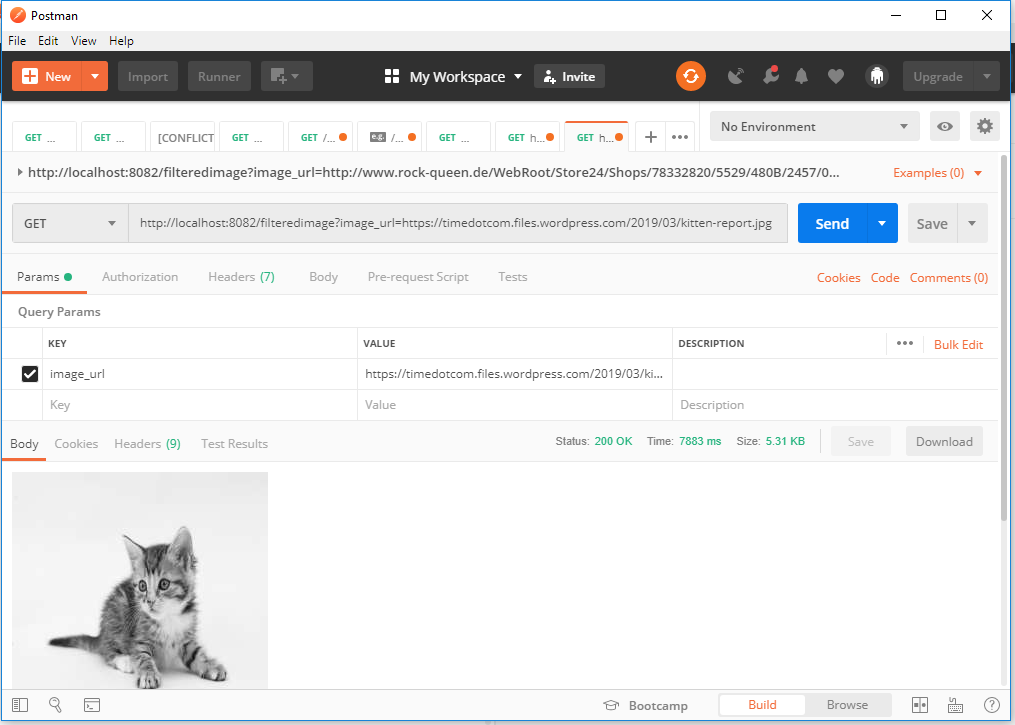 Postman
File Edit View Help
New Import Runner My Workspace Invite Upgrade
GET ... GET ... [CONFLICT GET ... GET /... e.g. /... GET ... GET h... GET h... No Environment
http://localhost:8082/filteredimage?image_url=http://www.rock-queen.de/WebRoot/Store24/Shops/78332820/5529/480B/2457/0... Examples (0)
GET http://localhost:8082/filteredimage?image_url=https://timedotcom.files.wordpress.com/2019/03/kitten-report.jpg Send Save
Params Authorization Headers (7) Body Pre-request Script Tests Cookies Code Comments (0)
Query Params
KEY VALUE DESCRIPTION Bulk Edit
image_url https://timedotcom.files.wordpress.com/2019/03/ki...
Key Value Description
Body Cookies Headers (9) Test Results Status: 200 OK Time: 7883 ms Size: 5.31 KB Save Download
Bootcamp Build Browse